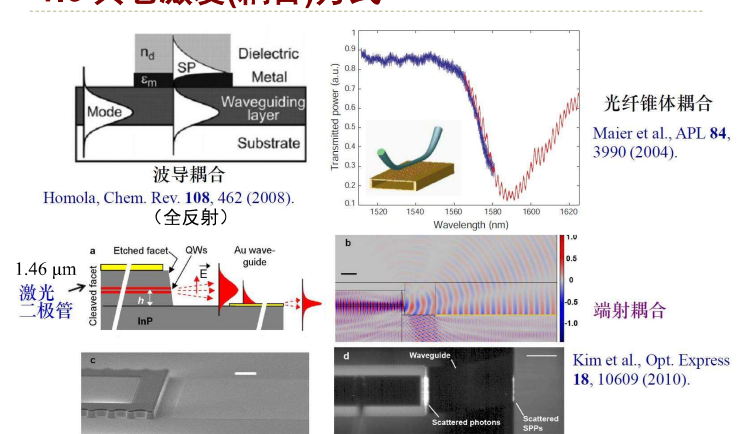 n_d
Dielectric
SP
ε_m
Metal
Mode
Waveguiding
layer
Substrate
波导耦合
Homola, Chem. Rev. 108, 462 (2008).
(全反射)
Transmitted power (a.u.)
1
0.9
0.8
0.7
0.6
0.5
0.4
0.3
0.2
0.1
1520
1540
1560
1580
1600
1620
Wavelength (nm)
光纤锥体耦合
Maier et al., APL 84,
3990 (2004).
1.46 μm
激光
二极管
a
Etched facet
QWs
Au wave-
guide
Cleaved facet
E
h
InP
b
1.0
0.5
0
-0.5
-1.0
端射耦合
c
d
Waveguide
Scattered photons
Scattered
SPPs
Kim et al., Opt. Express
18, 10609 (2010).